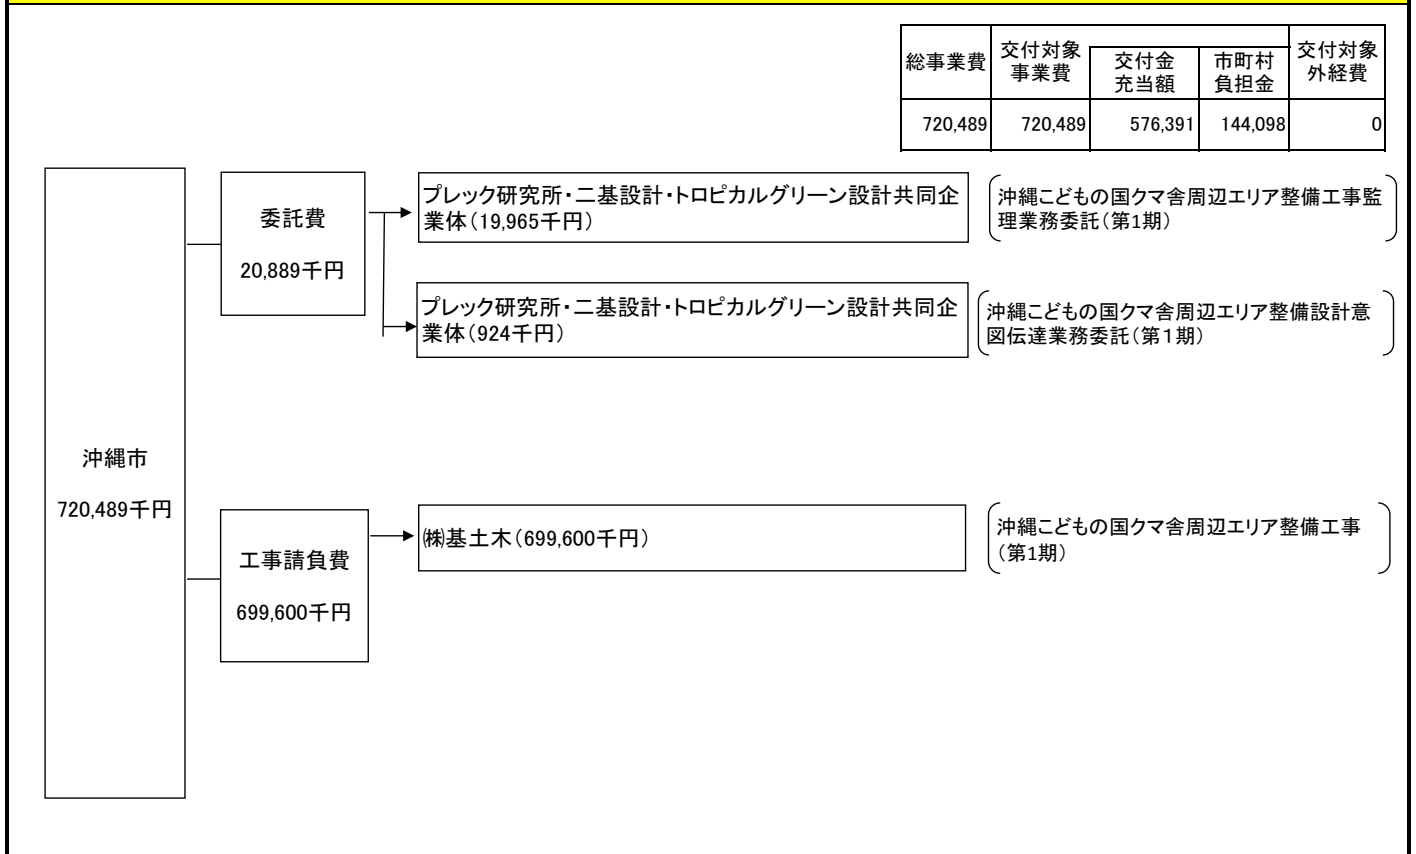 総事業費
交付対象
事業費
交付金
充当額
市町村
負担金
交付対象
外経費
720,489
720,489
576,391
144,098
0
沖縄市
720,489千円
委託費
20,889千円
プレック研究所・二基設計・トロピカルグリーン設計共同企
業体（19,965千円）
沖縄こどもの国クマ舎周辺エリア整備工事監
理業務委託（第1期）
プレック研究所・二基設計・トロピカルグリーン設計共同企
業体（924千円）
沖縄こどもの国クマ舎周辺エリア整備設計意
図伝達業務委託（第１期）
工事請負費
699,600千円
㈱基土木（699,600千円）
沖縄こどもの国クマ舎周辺エリア整備工事
（第1期）